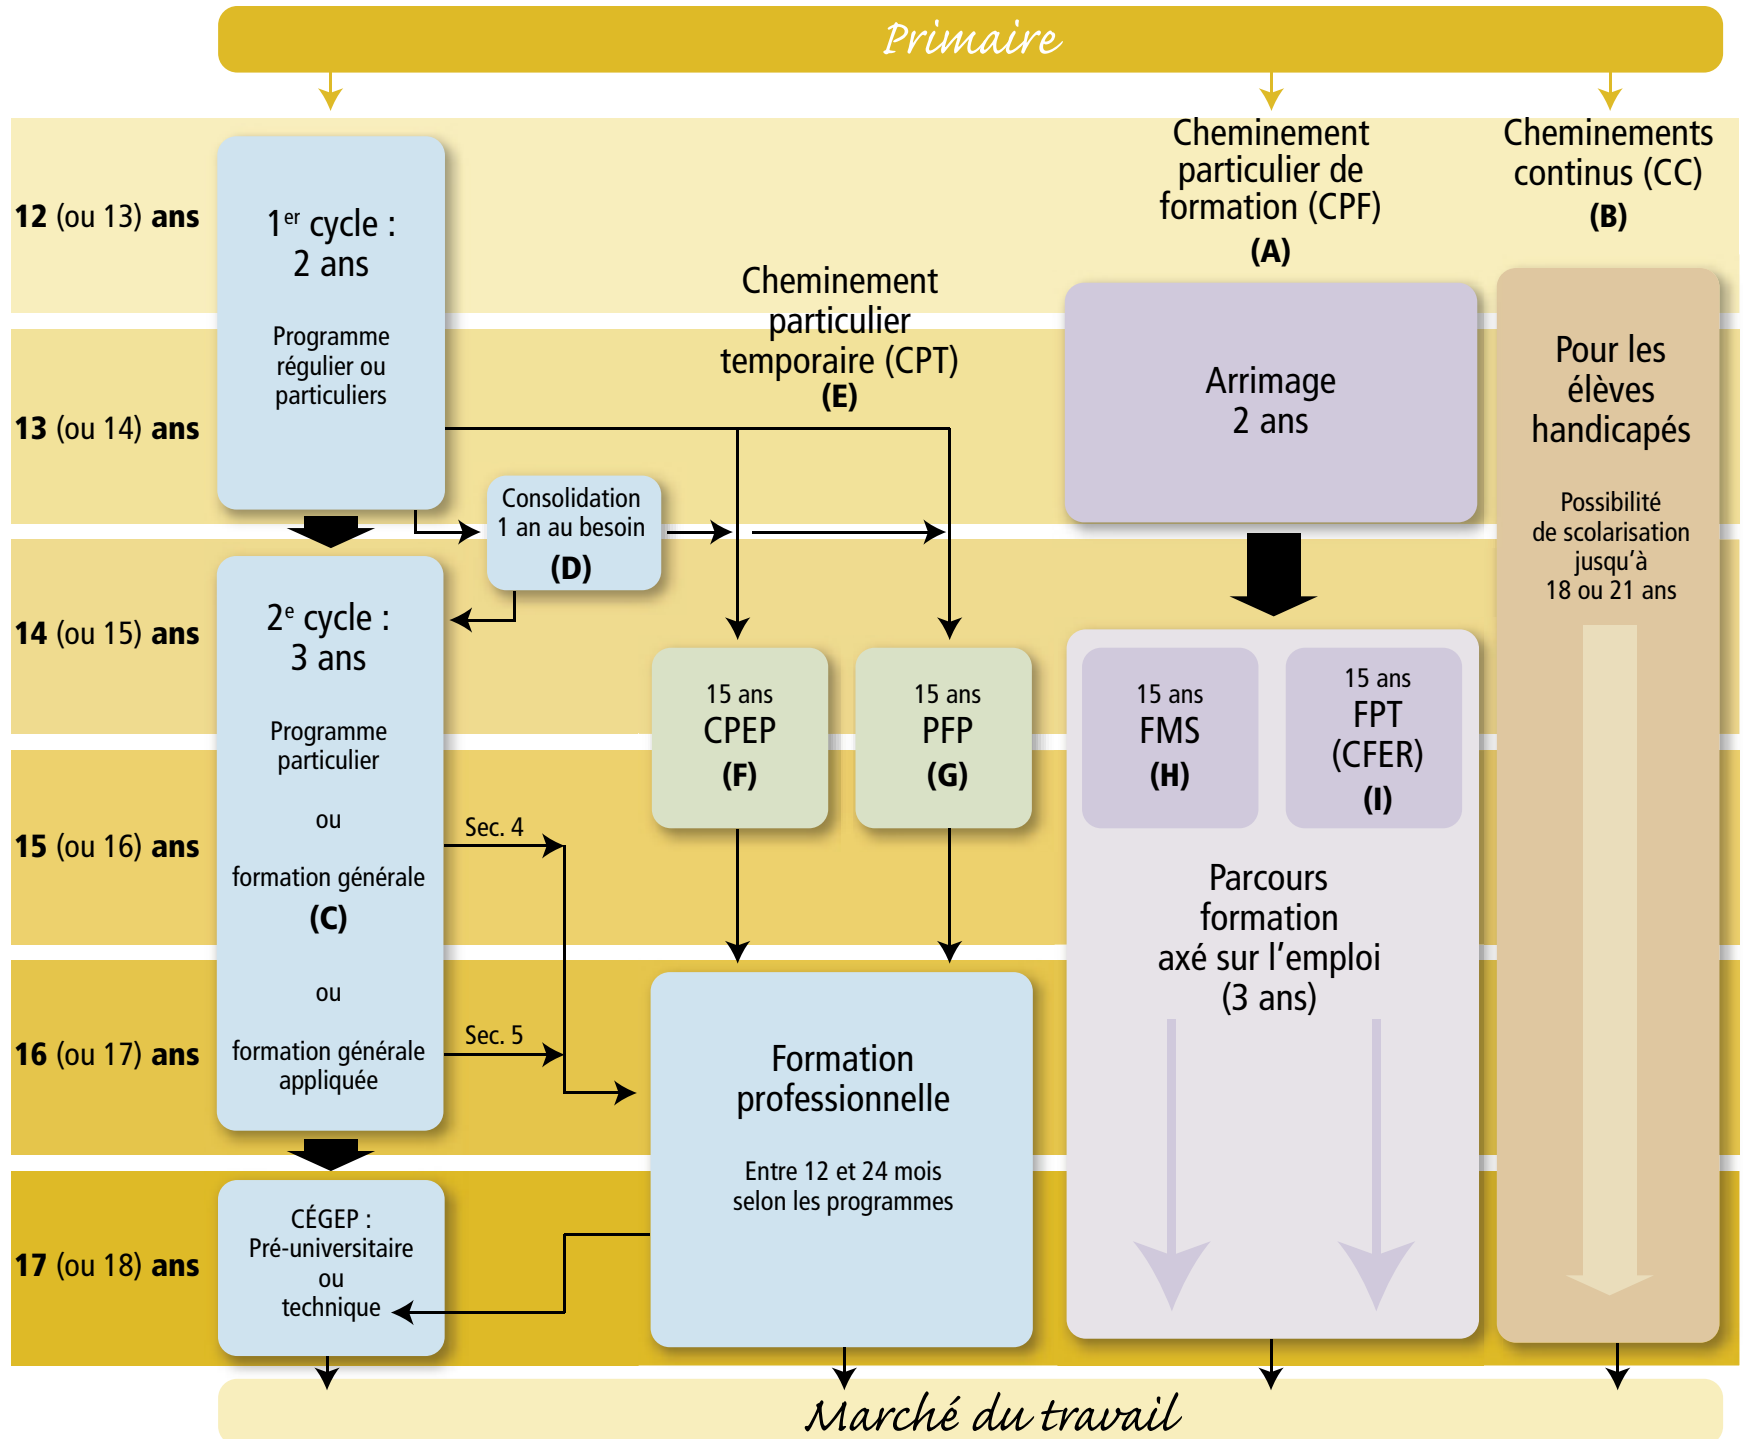 Primaire
12 (ou 13) ans
13 (ou 14) ans
14 (ou 15) ans
15 (ou 16) ans
16 (ou 17) ans
17 (ou 18) ans
1er cycle :
2 ans
Programme
régulier ou
particuliers
Consolidation
1 an au besoin
(D)
2e cycle :
3 ans
Programme
particulier
ou
formation générale
(C)
ou
formation générale
appliquée
Sec. 4
Sec. 5
CÉGEP :
Pré-universitaire
ou
technique
Cheminement
particulier
temporaire (CPT)
(E)
15 ans
CPEP
(F)
15 ans
PFP
(G)
Formation
professionnelle
Entre 12 et 24 mois
selon les programmes
Cheminement
particulier de
formation (CPF)
(A)
Arrimage
2 ans
15 ans
FMS
(H)
15 ans
FPT
(CFER)
(I)
Parcours
formation
axé sur l'emploi
(3 ans)
Cheminements
continus (CC)
(B)
Pour les
élèves
handicapés
Possibilité
de scolarisation
jusqu'à
18 ou 21 ans
Marché du travail